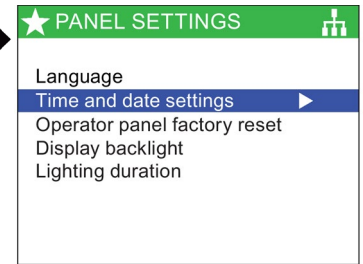 PANEL SETTINGS
Language
Time and date settings
Operator panel factory reset
Display backlight
Lighting duration